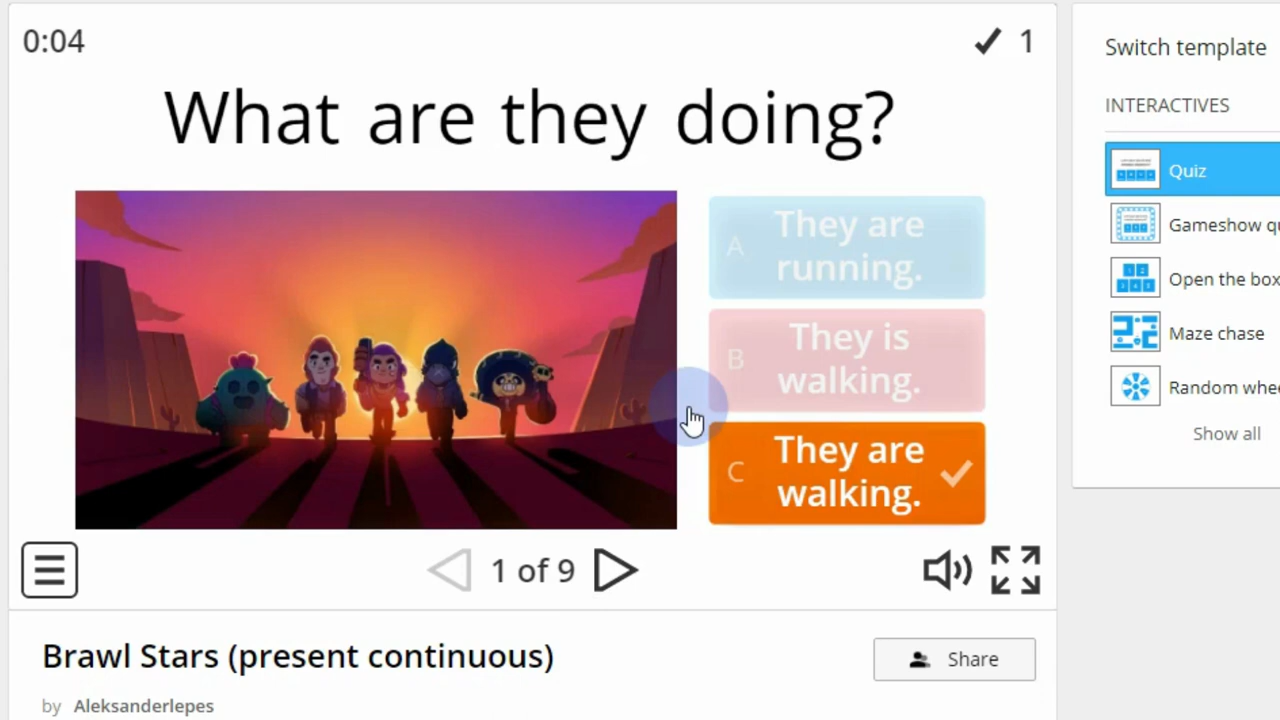 0:04
1
What are they doing?
A
They are
running.
B
They is
walking.
C
They are
walking.
1 of 9
Brawl Stars (present continuous)
Share
by Aleksanderlepes
Switch template
INTERACTIVES
Quiz
Gameshow qu
Open the box
Maze chase
Random whee
Show all